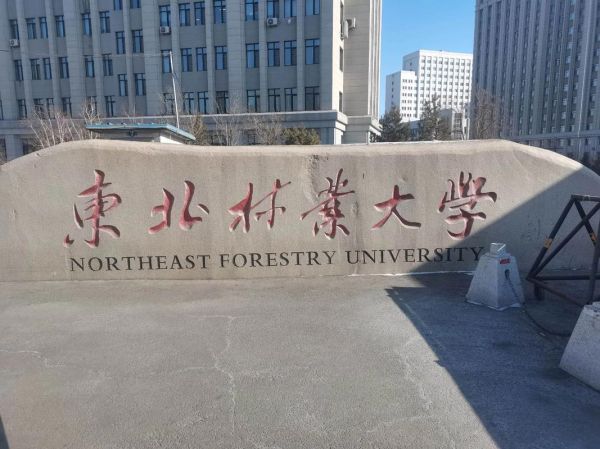 東北林業大学
NORTHEAST FORESTRY UNIVERSITY